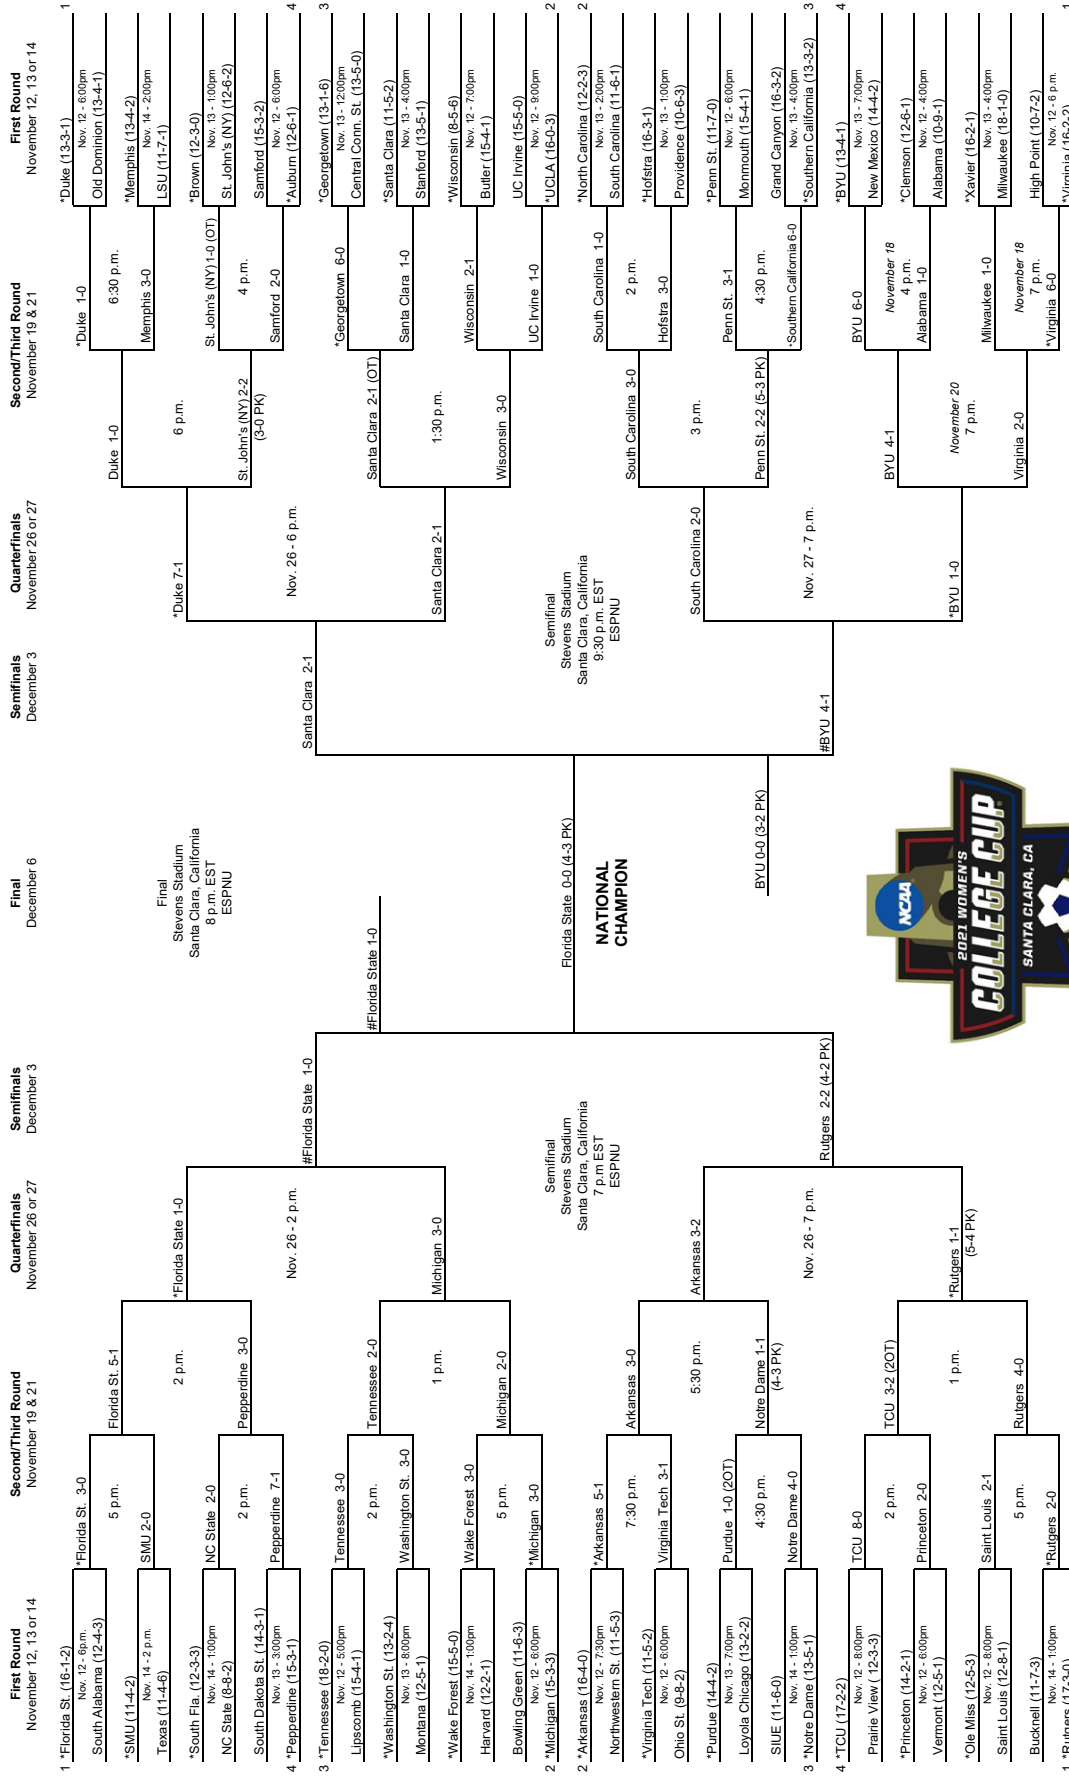 First Round
November 12, 13 or 14
Second/Third Round
November 19 & 21
Quarterfinals
November 26 or 27
Semifinals
December 3
Final
December 6
Semifinals
December 3
Quarterfinals
November 26 or 27
Second/Third Round
November 19 & 21
First Round
November 12, 13 or 14
1
*Florida St. (16-1-2)
Nov. 12 - 6p.m.
South Alabama (12-4-3)
*SMU (11-4-2)
Nov. 14 - 2 p.m.
Texas (11-4-6)
*South Fla. (12-3-3)
Nov. 14 - 1:00pm
NC State (8-8-2)
South Dakota St. (14-3-1)
Nov. 13 - 3:00pm
4
*Pepperdine (15-3-1)
3
*Tennessee (18-2-0)
Nov. 12 - 5:00pm
Lipscomb (15-4-1)
*Washington St. (13-2-4)
Nov. 13 - 8:00pm
Montana (12-5-1)
*Wake Forest (15-5-0)
Nov. 14 - 1:00pm
Harvard (12-2-1)
Bowling Green (11-6-3)
Nov. 12 - 6:00pm
2
*Michigan (15-3-3)
2
*Arkansas (16-4-0)
Nov. 12 - 7:30pm
Northwestern St. (11-5-3)
*Virginia Tech (11-5-2)
Nov. 12 - 6:00pm
Ohio St. (9-8-2)
*Purdue (14-4-2)
Nov. 13 - 7:00pm
Loyola Chicago (13-2-2)
SIUE (11-6-0)
Nov. 14 - 1:00pm
3
*Notre Dame (13-5-1)
4
*TCU (17-2-2)
Nov. 12 - 8:00pm
Prairie View ( 12-3-3)
*Princeton (14-2-1)
Nov. 12 - 6:00pm
Vermont (12-5-1)
*Ole Miss (12-5-3)
Nov. 12 - 6:00pm
Saint Louis (12-8-1)
Bucknell (11-7-3)
Nov. 14 - 1:00pm
1
*Rutgers (17-3-0)
*Florida St. 3-0
5 p.m.
SMU 2-0
NC State 2-0
2 p.m.
Pepperdine 7-1
Tennessee 3-0
2 p.m.
Washington St. 3-0
Wake Forest 3-0
5 p.m.
*Michigan 3-0
*Arkansas 5-1
7:30 p.m.
Virginia Tech 3-1
Purdue 1-0 (2OT)
4:30 p.m.
Notre Dame 4-0
TCU 8-0
2 p.m.
Princeton 2-0
Saint Louis 2-1
5 p.m.
*Rutgers 2-0
Florida St. 5-1
2 p.m.
Pepperdine 3-0
Tennessee 2-0
1 p.m.
Michigan 2-0
Arkansas 3-0
5:30 p.m.
Notre Dame 1-1
(4-3 PK)
TCU 3-2 (2OT)
1 p.m.
Rutgers 4-0
*Florida State 1-0
Nov. 26 - 2 p.m.
Michigan 3-0
Arkansas 3-2
Nov. 26 - 7 p.m.
*Rutgers 1-1
(5-4 PK)
#Florida State 1-0
Semifinal
Stevens Stadium
Santa Clara, California
7 p.m EST
ESPNU
Rutgers 2-2 (4-2 PK)
#Florida State 1-0
Final
Stevens Stadium
Santa Clara, California
8 p.m. EST
ESPNU
Florida State 0-0 (4-3 PK)
NATIONAL
CHAMPION
BYU 0-0 (3-2 PK)
NCAA
2021 WOMEN'S
COLLEGE CUP
SANTA CLARA, CA
Santa Clara 2-1
Semifinal
Stevens Stadium
Santa Clara, California
9:30 p.m. EST
ESPNU
#BYU 4-1
*Duke 7-1
Nov. 26 - 6 p.m.
Santa Clara 2-1
South Carolina 2-0
Nov. 27 - 7 p.m.
*BYU 1-0
Duke 1-0
6 p.m.
St. John's (NY) 2-2
(3-0 PK)
Santa Clara 2-1 (OT)
1:30 p.m.
Wisconsin 3-0
South Carolina 3-0
3 p.m.
Penn St. 2-2 (5-3 PK)
BYU 4-1
November 20
7 p.m.
Virginia 2-0
*Duke 1-0
6:30 p.m.
Memphis 3-0
St. John's (NY) 1-0 (OT)
4 p.m.
Samford 2-0
*Georgetown 6-0
Santa Clara 1-0
Wisconsin 2-1
UC Irvine 1-0
South Carolina 1-0
2 p.m.
Hofstra 3-0
Penn St. 3-1
4:30 p.m.
*Southern California 6-0
BYU 6-0
November 18
4 p.m.
Alabama 1-0
Milwaukee 1-0
November 18
7 p.m.
*Virginia 6-0
*Duke (13-3-1)
1
Nov. 12 - 6:00pm
Old Dominion (13-4-1)
*Memphis (13-4-2)
Nov. 14 - 2:00pm
LSU (11-7-1)
*Brown (12-3-0)
Nov. 13 - 1:00pm
St. John's (NY) (12-6-2)
Samford (15-3-2)
Nov. 12 - 6:00pm
*Auburn (12-6-1)
4
*Georgetown (13-1-6)
3
Nov. 13 - 12:00pm
Central Conn. St. (13-5-0)
*Santa Clara (11-5-2)
Nov. 13 - 4:00pm
Stanford (13-5-1)
*Wisconsin (8-5-6)
Nov. 12 - 7:00pm
Butler (15-4-1)
UC Irvine (15-5-0)
Nov. 12 - 9:00pm
*UCLA (16-0-3)
2
*North Carolina (12-2-3)
2
Nov. 13 - 2:00pm
South Carolina (11-6-1)
*Hofstra (16-3-1)
Nov. 13 - 1:00pm
Providence (10-6-3)
*Penn St. (11-7-0)
Nov. 12 - 6:00pm
Monmouth (15-4-1)
Grand Canyon (16-3-2)
Nov. 13 - 4:00pm
*Southern California (13-3-2)
3
*BYU (13-4-1)
4
Nov. 13 - 7:00pm
New Mexico (14-4-2)
*Clemson (12-6-1)
Nov. 12 - 4:00pm
Alabama (10-9-1)
*Xavier (16-2-1)
Nov. 13 - 4:00pm
Milwaukee (18-1-0)
High Point (10-7-2)
Nov. 12 - 6 p.m.
*Virginia (16-2-2)
1